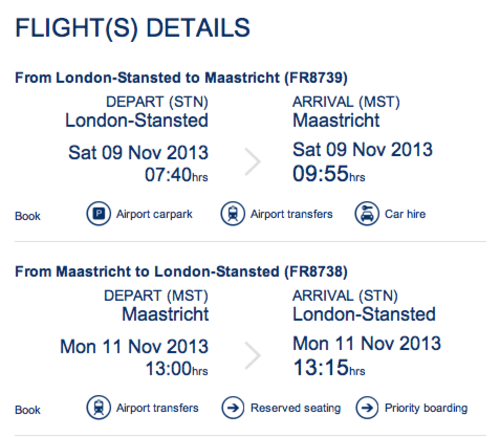 FLIGHT(S) DETAILS
From London-Stansted to Maastricht (FR8739)
DEPART (STN) ARRIVAL (MST)
London-Stansted Maastricht
Sat 09 Nov 2013 Sat 09 Nov 2013
07:40hrs 09:55hrs
Book Airport carpark Airport transfers Car hire
From Maastricht to London-Stansted (FR8738)
DEPART (MST) ARRIVAL (STN)
Maastricht London-Stansted
Mon 11 Nov 2013 Mon 11 Nov 2013
13:00hrs 13:15hrs
Book Airport transfers Reserved seating Priority boarding